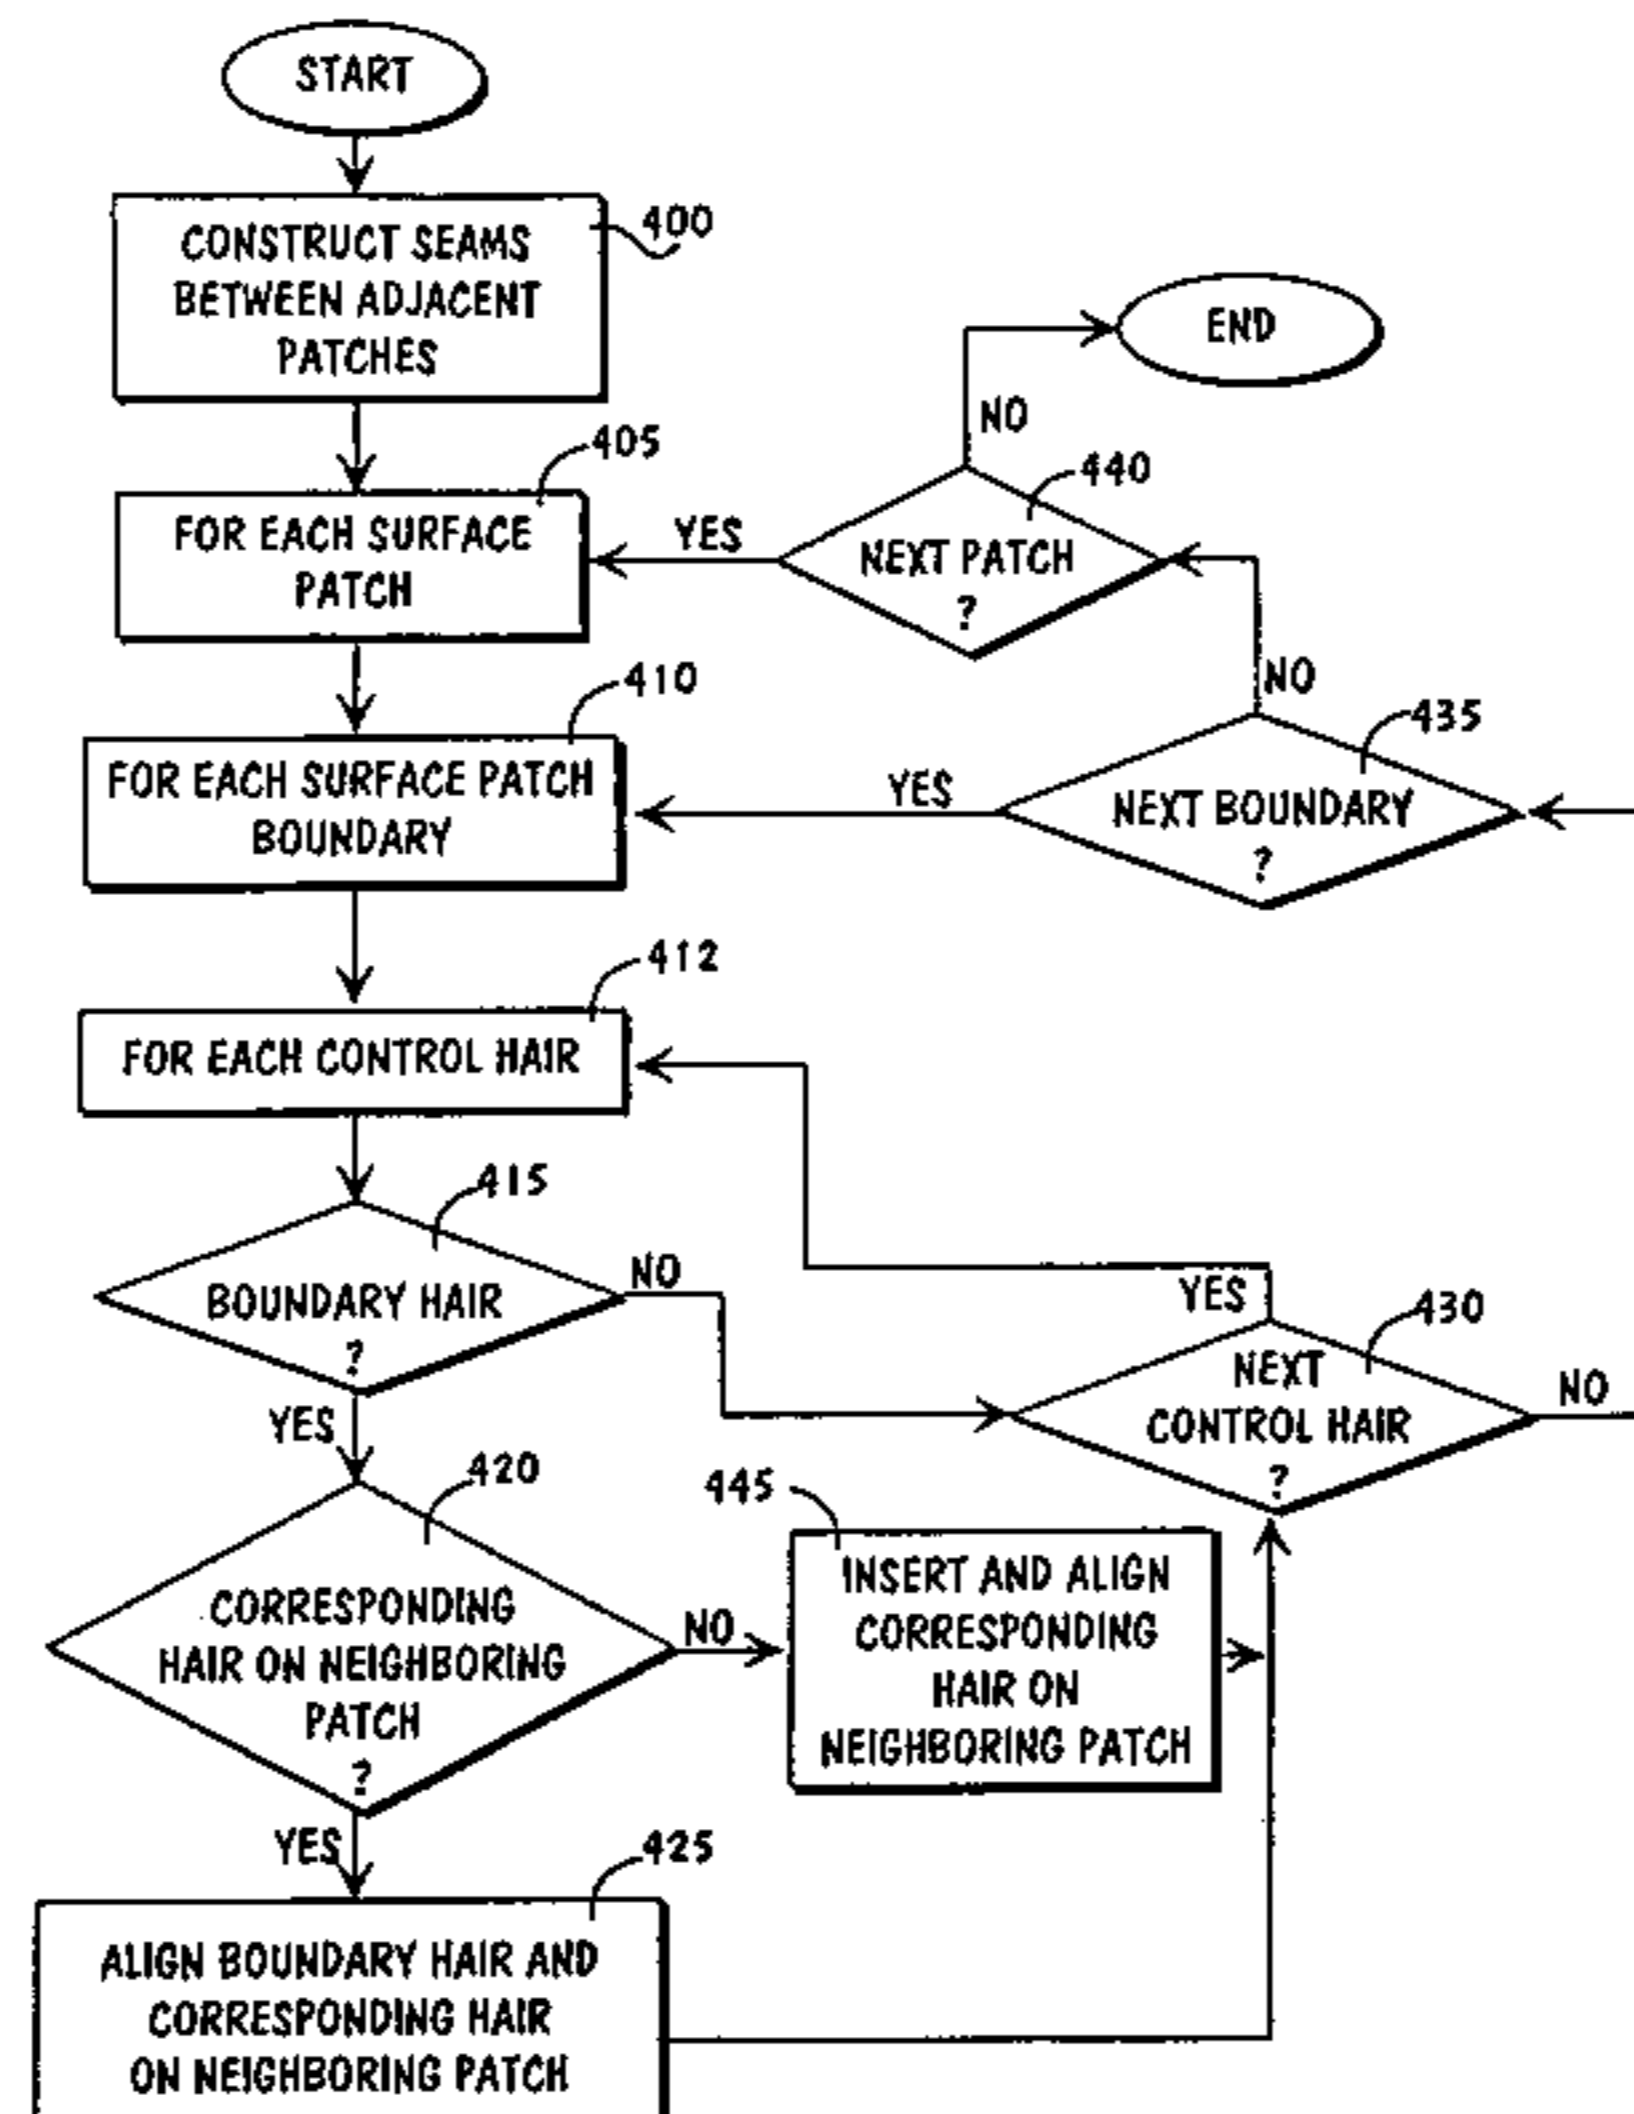 START
CONSTRUCT SEAMS
BETWEEN ADJACENT
PATCHES
400
END
NO
405
FOR EACH SURFACE
PATCH
YES
440
NEXT PATCH
?
NO
410
FOR EACH SURFACE PATCH
BOUNDARY
YES
435
NEXT BOUNDARY
?
412
FOR EACH CONTROL HAIR
415
BOUNDARY HAIR
?
NO
YES
YES
430
NEXT
CONTROL HAIR
?
NO
420
CORRESPONDING
HAIR ON NEIGHBORING
PATCH
?
NO
445
INSERT AND ALIGN
CORRESPONDING
HAIR ON
NEIGHBORING PATCH
YES
425
ALIGN BOUNDARY HAIR AND
CORRESPONDING HAIR
ON NEIGHBORING PATCH